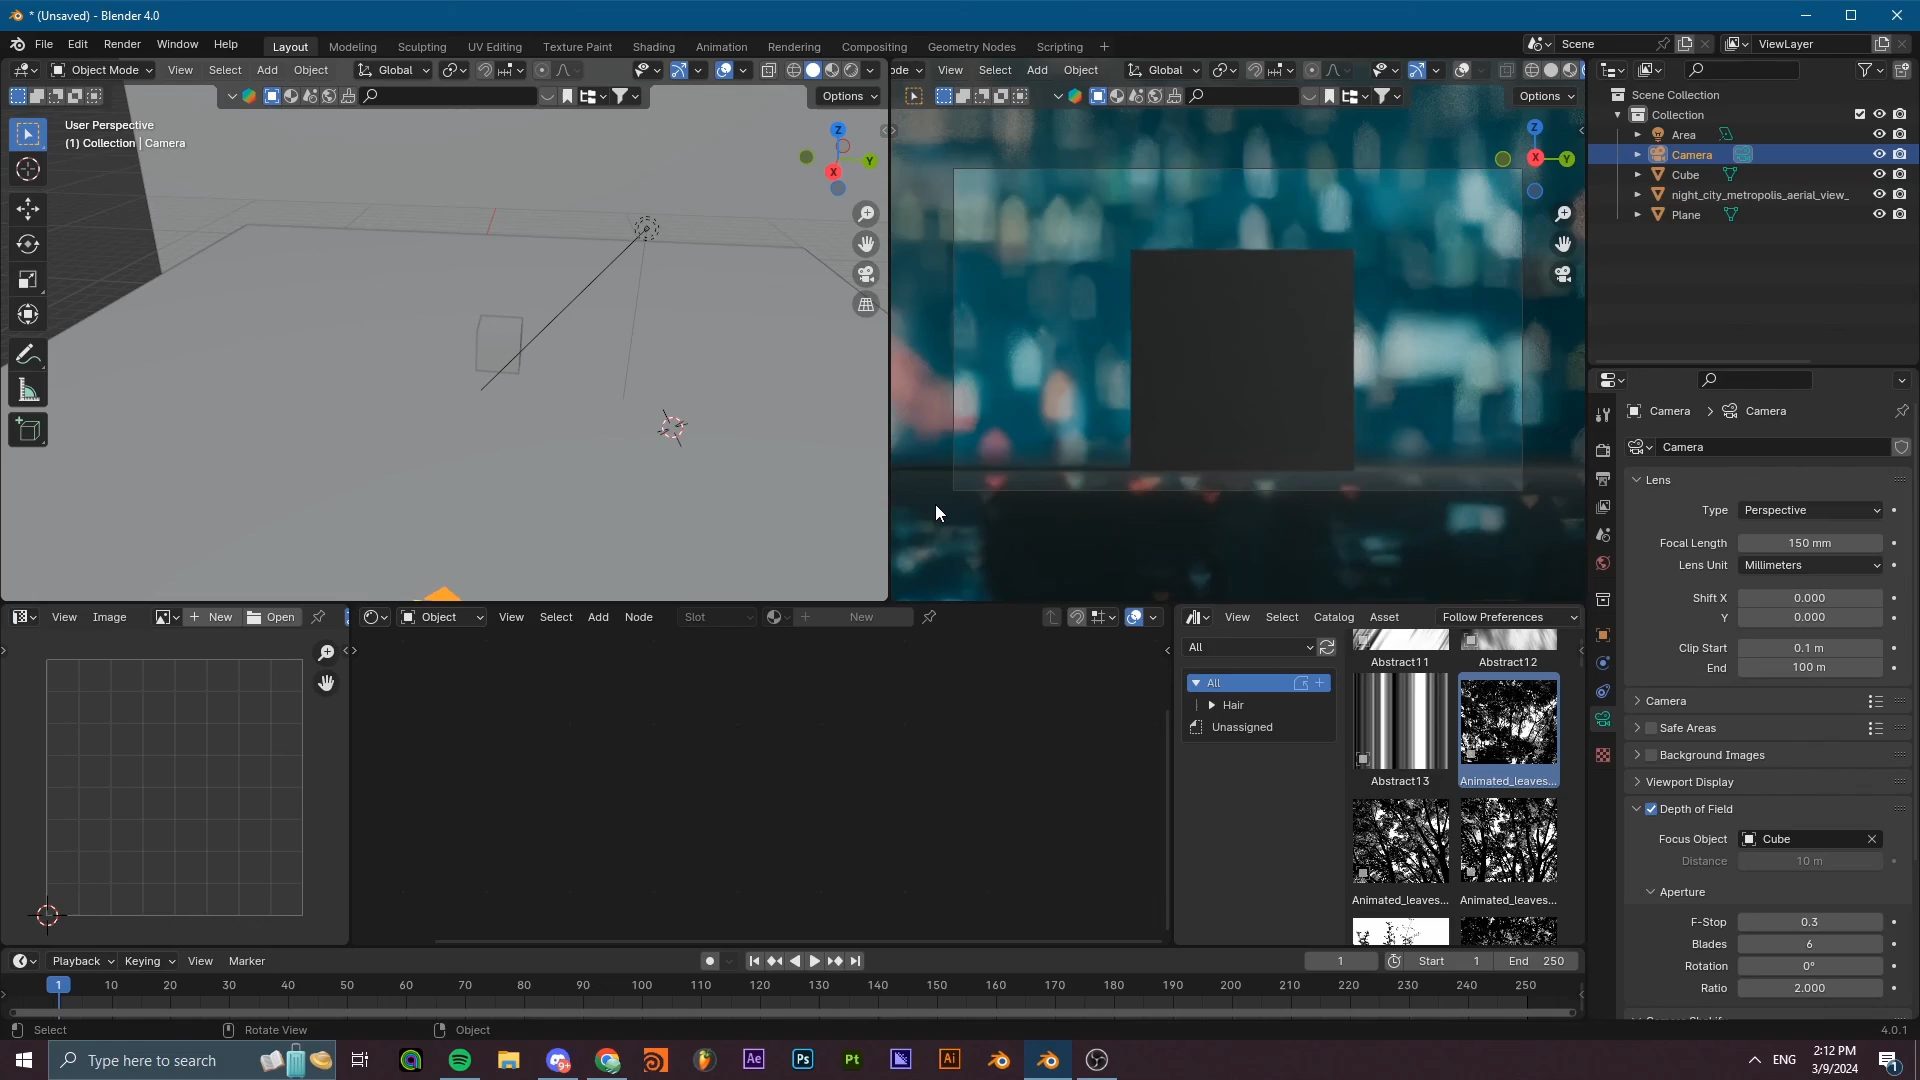 * (Unsaved) - Blender 4.0
File Edit Render Window Help Layout Modeling Sculpting UV Editing Texture Paint Shading Animation Rendering Compositing Geometry Nodes Scripting + Scene ViewLayer
Object Mode View Select Add Object Global
Options
User Perspective
(1) Collection | Camera
Z
Y
X
ode View Select Add Object Global
Options
Z
X
Y
Scene Collection
Collection
Area
Camera
Cube
night_city_metropolis_aerial_view_
Plane
Camera > Camera
Camera
Lens
Type Perspective
Focal Length 150 mm
Lens Unit Millimeters
Shift X 0.000
Y 0.000
Clip Start 0.1 m
End 100 m
Camera
Safe Areas
Background Images
Viewport Display
Depth of Field
Focus Object Cube
Distance 10 m
Aperture
F-Stop 0.3
Blades 6
Rotation 0°
Ratio 2.000
View Image New Open
Object View Select Add Node Slot New
View Select Catalog Asset Follow Preferences
All
All
Hair
Unassigned
Abstract11 Abstract12
Abstract13 Animated_leaves...
Animated_leaves... Animated_leaves...
Playback Keying View Marker 1 Start 1 End 250
1 10 20 30 40 50 60 70 80 90 100 110 120 130 140 150 160 170 180 190 200 210 220 230 240 250
Select Rotate View Object 4.0.1
Type here to search Ae Ps Pt Ai ENG 2:12 PM
3/9/2024